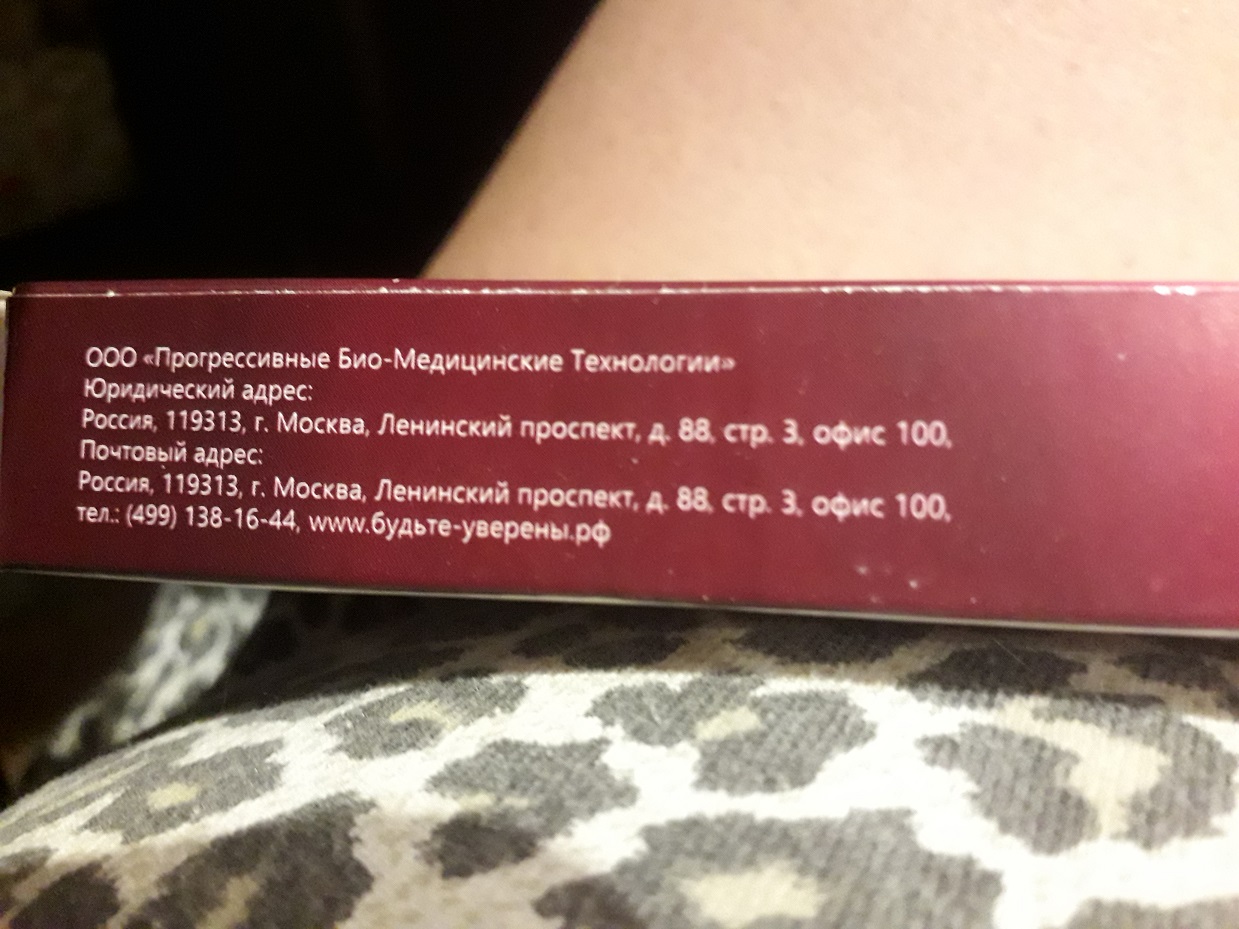 ООО «Прогрессивные Био-Медицинские Технологии»
Юридический адрес:
Россия, 119313, г. Москва, Ленинский проспект, д. 88, стр. 3, офис 100,
Почтовый адрес:
Россия, 119313, г. Москва, Ленинский проспект, д. 88, стр. 3, офис 100,
тел.: (499) 138-16-44, www.будьте-уверены.рф